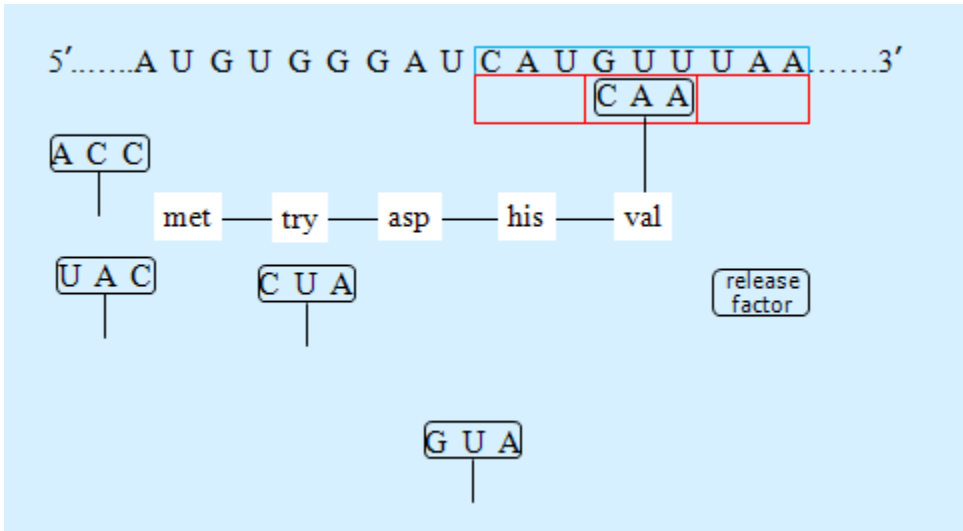 5′.......A U G U G G G A U C A U G U U U A A.......3′
C A A
A C C
met try asp his val
U A C
C U A
release
factor
G U A